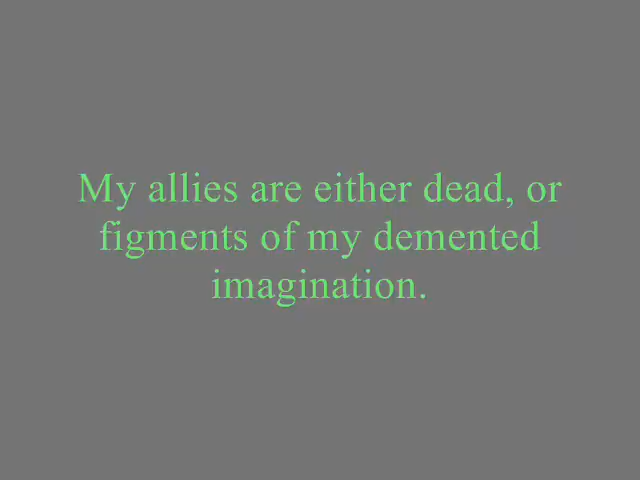 My allies are either dead, or
figments of my demented
imagination.